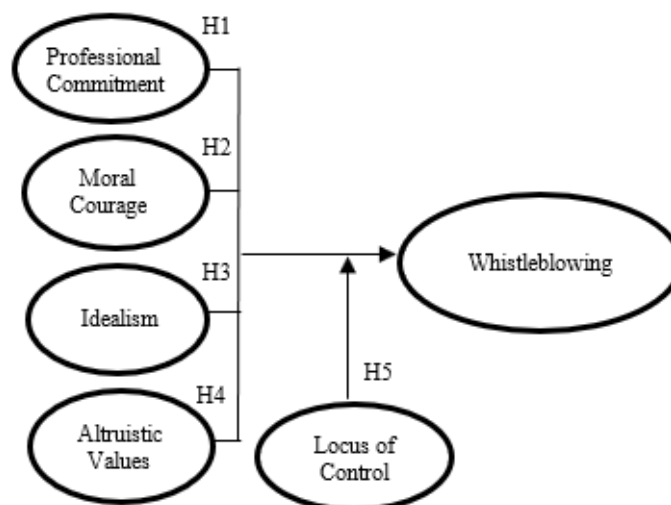 H1
Professional
Commitment
H2
Moral
Courage
H3
Idealism
H4
Altruistic
Values
Whistleblowing
H5
Locus of
Control